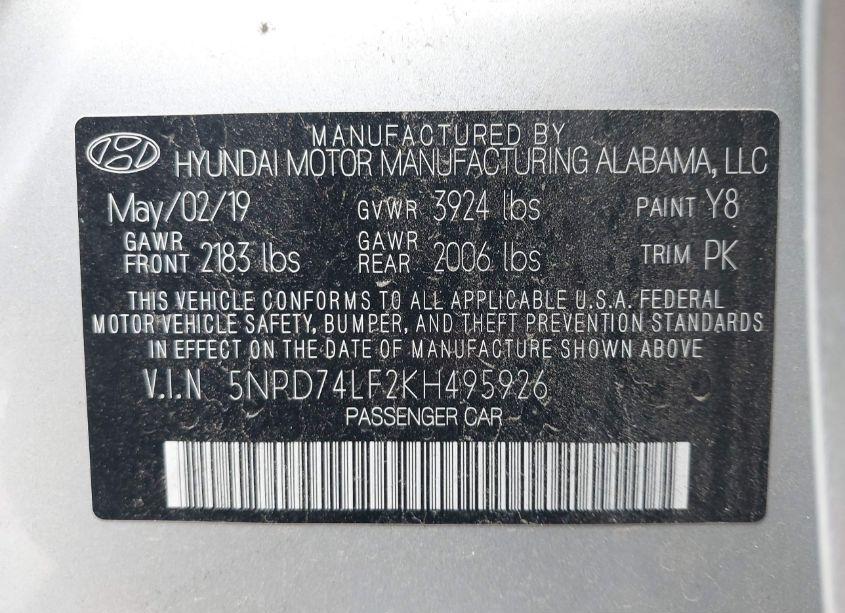 MANUFACTURED BY
HYUNDAI MOTOR MANUFACTURING ALABAMA, LLC
May/02/19 GVWR 3924 lbs PAINT Y8
GAWR FRONT 2183 lbs GAWR REAR 2006 lbs TRIM PK
THIS VEHICLE CONFORMS TO ALL APPLICABLE U.S.A. FEDERAL
MOTOR VEHICLE SAFETY, BUMPER, AND THEFT PREVENTION STANDARDS
IN EFFECT ON THE DATE OF MANUFACTURE SHOWN ABOVE
V.I.N 5NPD74LF2KH495926
PASSENGER CAR